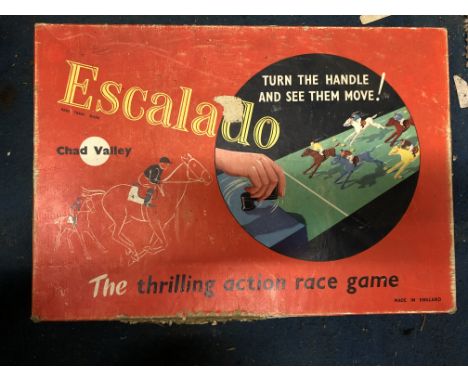 Escalado
TURN THE HANDLE
AND SEE THEM MOVE!
Chad Valley
The thrilling action race game
MADE IN ENGLAND